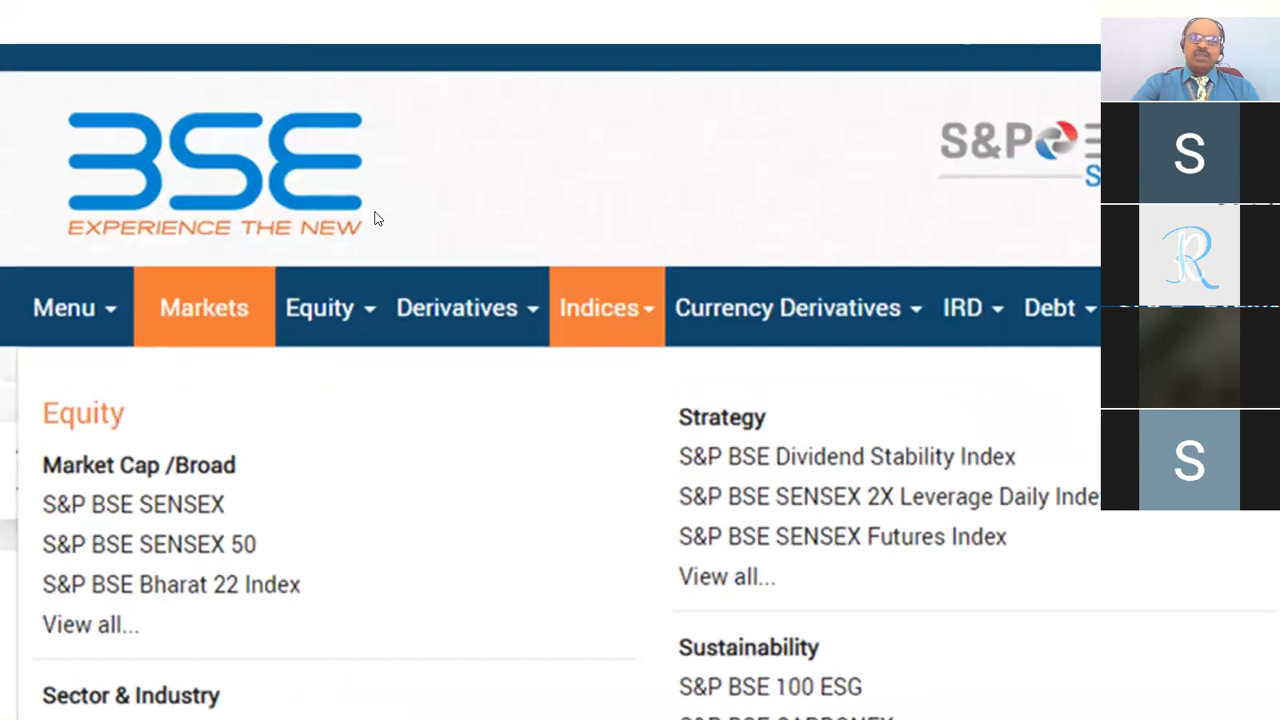 BSE
EXPERIENCE THE NEW
S&P
S
Menu
Markets
Equity
Derivatives
Indices
Currency Derivatives
IRD
Debt
Equity
Market Cap /Broad
S&P BSE SENSEX
S&P BSE SENSEX 50
S&P BSE Bharat 22 Index
View all...
Sector & Industry
Strategy
S&P BSE Dividend Stability Index
S&P BSE SENSEX 2X Leverage Daily Inde
S&P BSE SENSEX Futures Index
View all...
Sustainability
S&P BSE 100 ESG
S
R
S